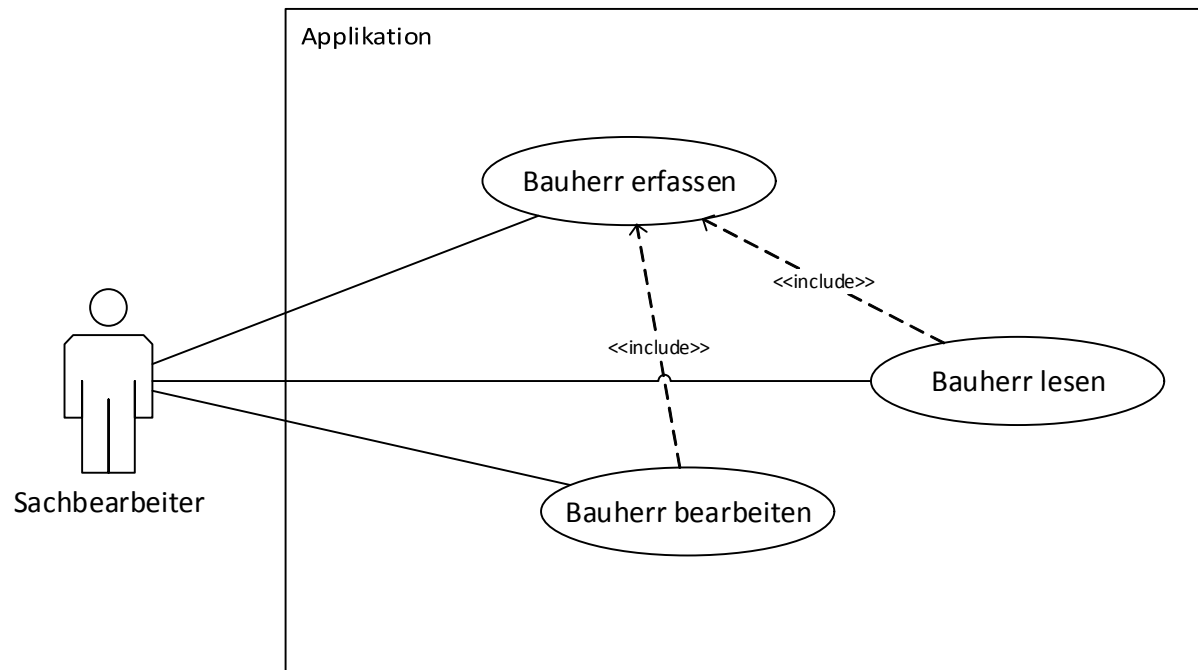 Applikation
Bauherr erfassen
<<include>>
<<include>>
Bauherr lesen
Sachbearbeiter
Bauherr bearbeiten